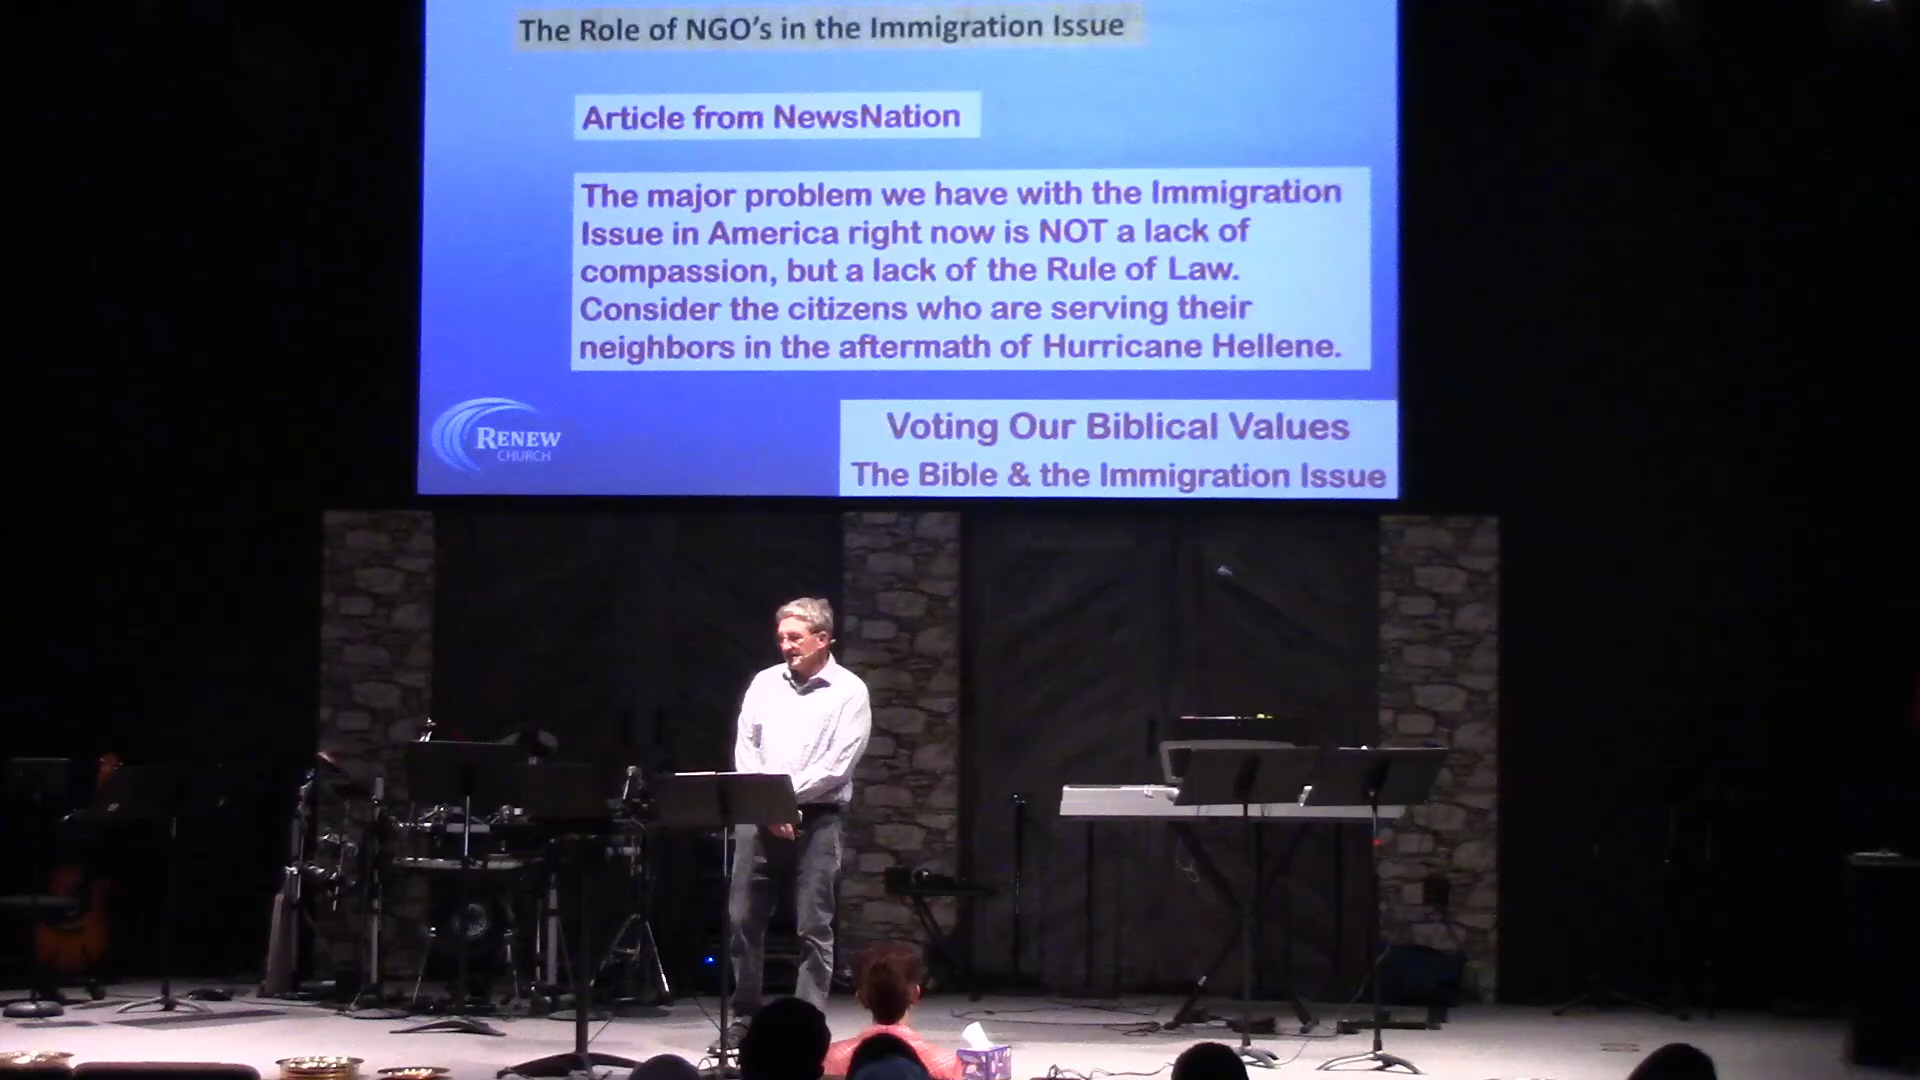 The Role of NGO's in the Immigration Issue
Article from NewsNation
The major problem we have with the Immigration
Issue in America right now is NOT a lack of
compassion, but a lack of the Rule of Law.
Consider the citizens who are serving their
neighbors in the aftermath of Hurricane Hellene.
RENEW
CHURCH
Voting Our Biblical Values
The Bible & the Immigration Issue